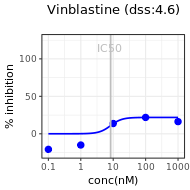 Vinblastine (dss:4.6)
IC50
% inhibition
100
50
0
0.1 1 10 100 1000
conc(nM)